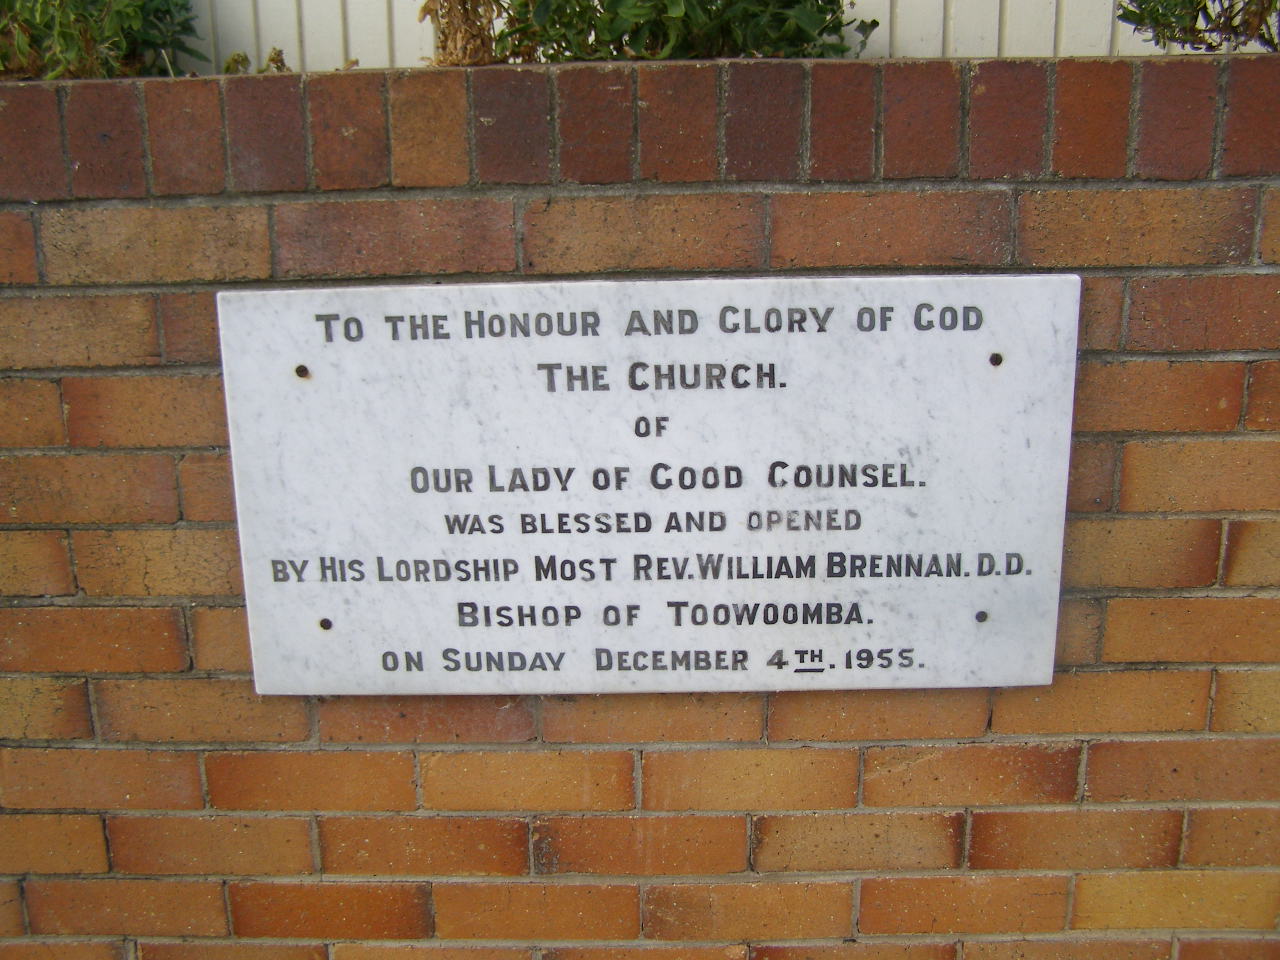 To the Honour and Glory of God
The Church.
of
Our Lady of Good Counsel.
was blessed and opened
by His Lordship Most Rev. William Brennan. D.D.
Bishop of Toowoomba.
on Sunday December 4TH. 1955.